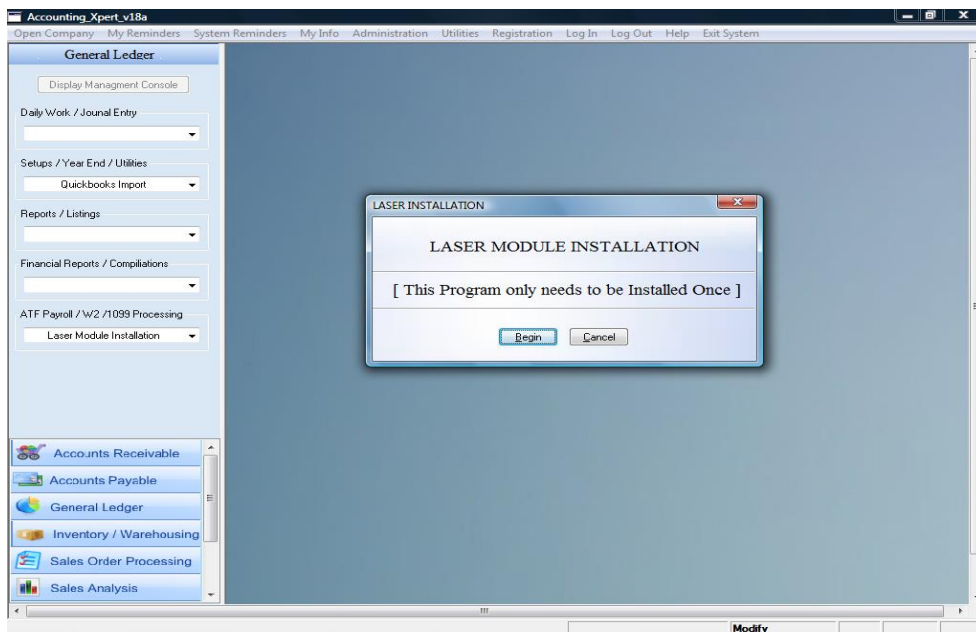 Accounting_Xpert_v18a
Open Company My Reminders System Reminders My Info Administration Utilities Registration Log In Log Out Help Exit System
General Ledger
Display Managment Console
Daily Work / Jounal Entry
Setups / Year End / Utilities
Quickbooks Import
Reports / Listings
Financial Reports / Compiliations
ATF Payroll / W2 /1099 Processing
Laser Module Installation
LASER INSTALLATION
LASER MODULE INSTALLATION
[ This Program only needs to be Installed Once ]
Begin Cancel
Accounts Receivable
Accounts Payable
General Ledger
Inventory / Warehousing
Sales Order Processing
Sales Analysis
Modify